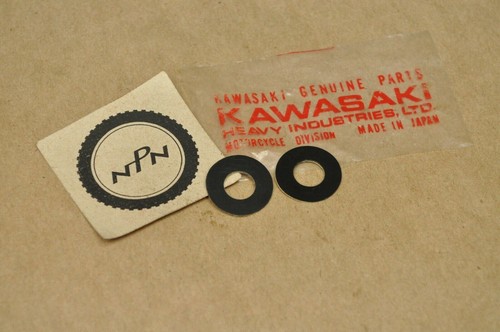 KAWASAKI GENUINE PARTS
KAWASAKI
HEAVY INDUSTRIES, LTD.
MOTORCYCLE DIVISION MADE IN JAPAN
NPN